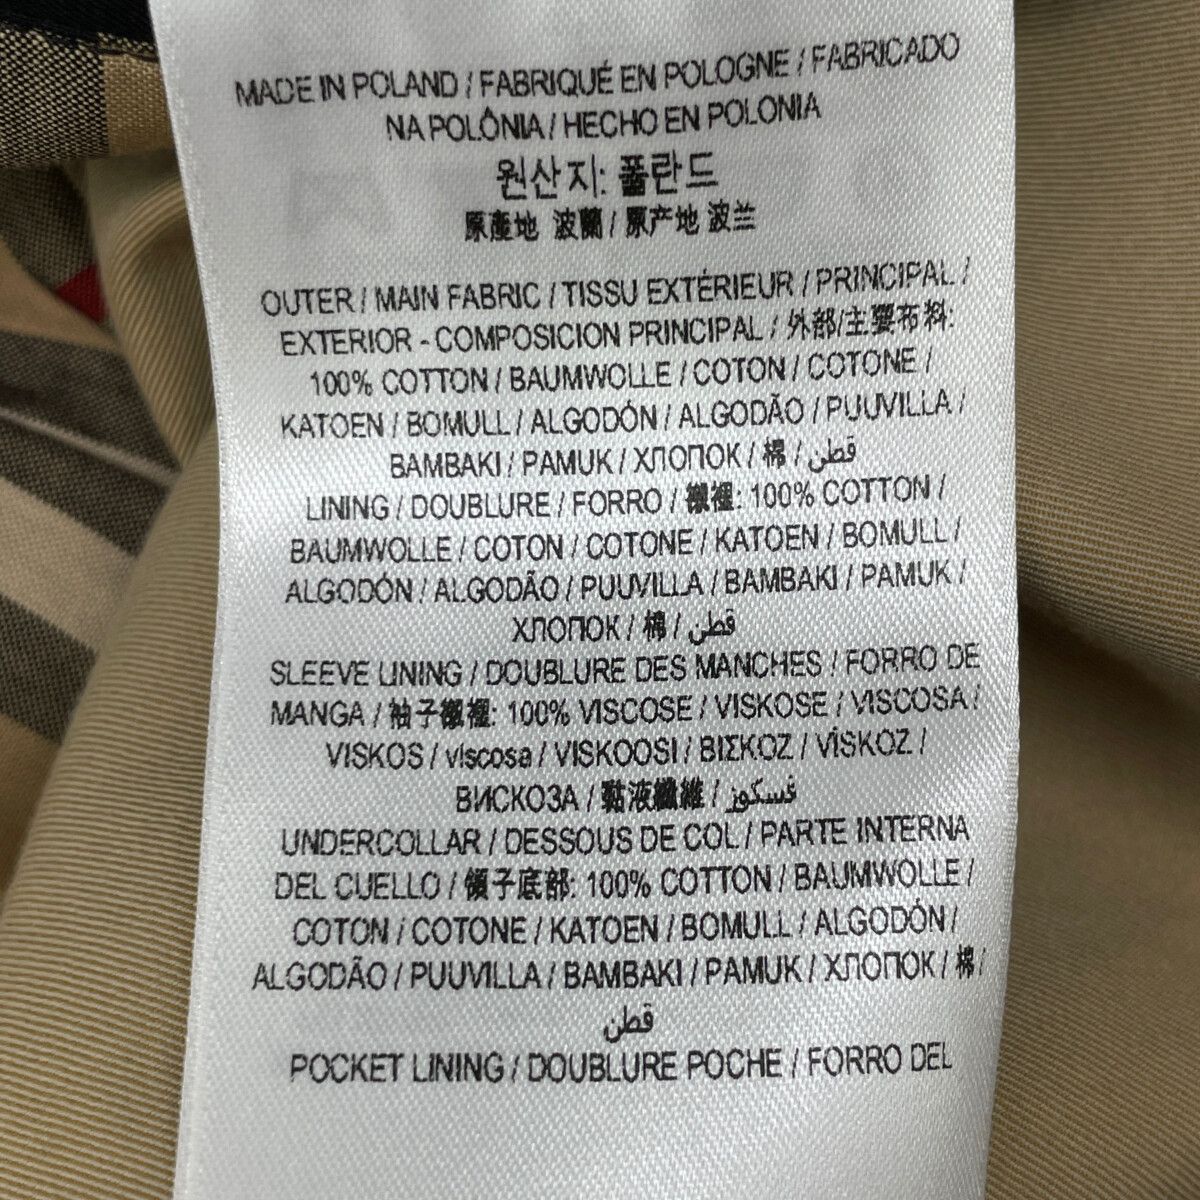 MADE IN POLAND / FABRIQUÉ EN POLOGNE / FABRICADO
NA POLÔNIA / HECHO EN POLONIA
원산지: 폴란드
原產地 波蘭 / 原产地 波兰
OUTER / MAIN FABRIC / TISSU EXTÉRIEUR / PRINCIPAL /
EXTERIOR - COMPOSICION PRINCIPAL / 外部/主要布料:
100% COTTON / BAUMWOLLE / COTON / COTONE /
KATOEN / BOMULL / ALGODÓN / ALGODÃO / PUUVILLA /
BAMBAKI / PAMUK / ХЛОПОК / 棉 / قطن
LINING / DOUBLURE / FORRO / 襯裡: 100% COTTON /
BAUMWOLLE / COTON / COTONE / KATOEN / BOMULL /
ALGODÓN / ALGODÃO / PUUVILLA / BAMBAKI / PAMUK /
ХЛОПОК / 棉 / قطن
SLEEVE LINING / DOUBLURE DES MANCHES / FORRO DE
MANGA / 袖子襯裡: 100% VISCOSE / VISKOSE / VISCOSA /
VISKOS / viscosa / VISKOOSI / ΒΙΣΚΟΖ / VİSKOZ /
ВИСКОЗА / 黏液纖維 / فسكوز
UNDERCOLLAR / DESSOUS DE COL / PARTE INTERNA
DEL CUELLO / 領子底部: 100% COTTON / BAUMWOLLE /
COTON / COTONE / KATOEN / BOMULL / ALGODÓN /
ALGODÃO / PUUVILLA / BAMBAKI / PAMUK / ХЛОПОК / 棉 /
قطن
POCKET LINING / DOUBLURE POCHE / FORRO DEL